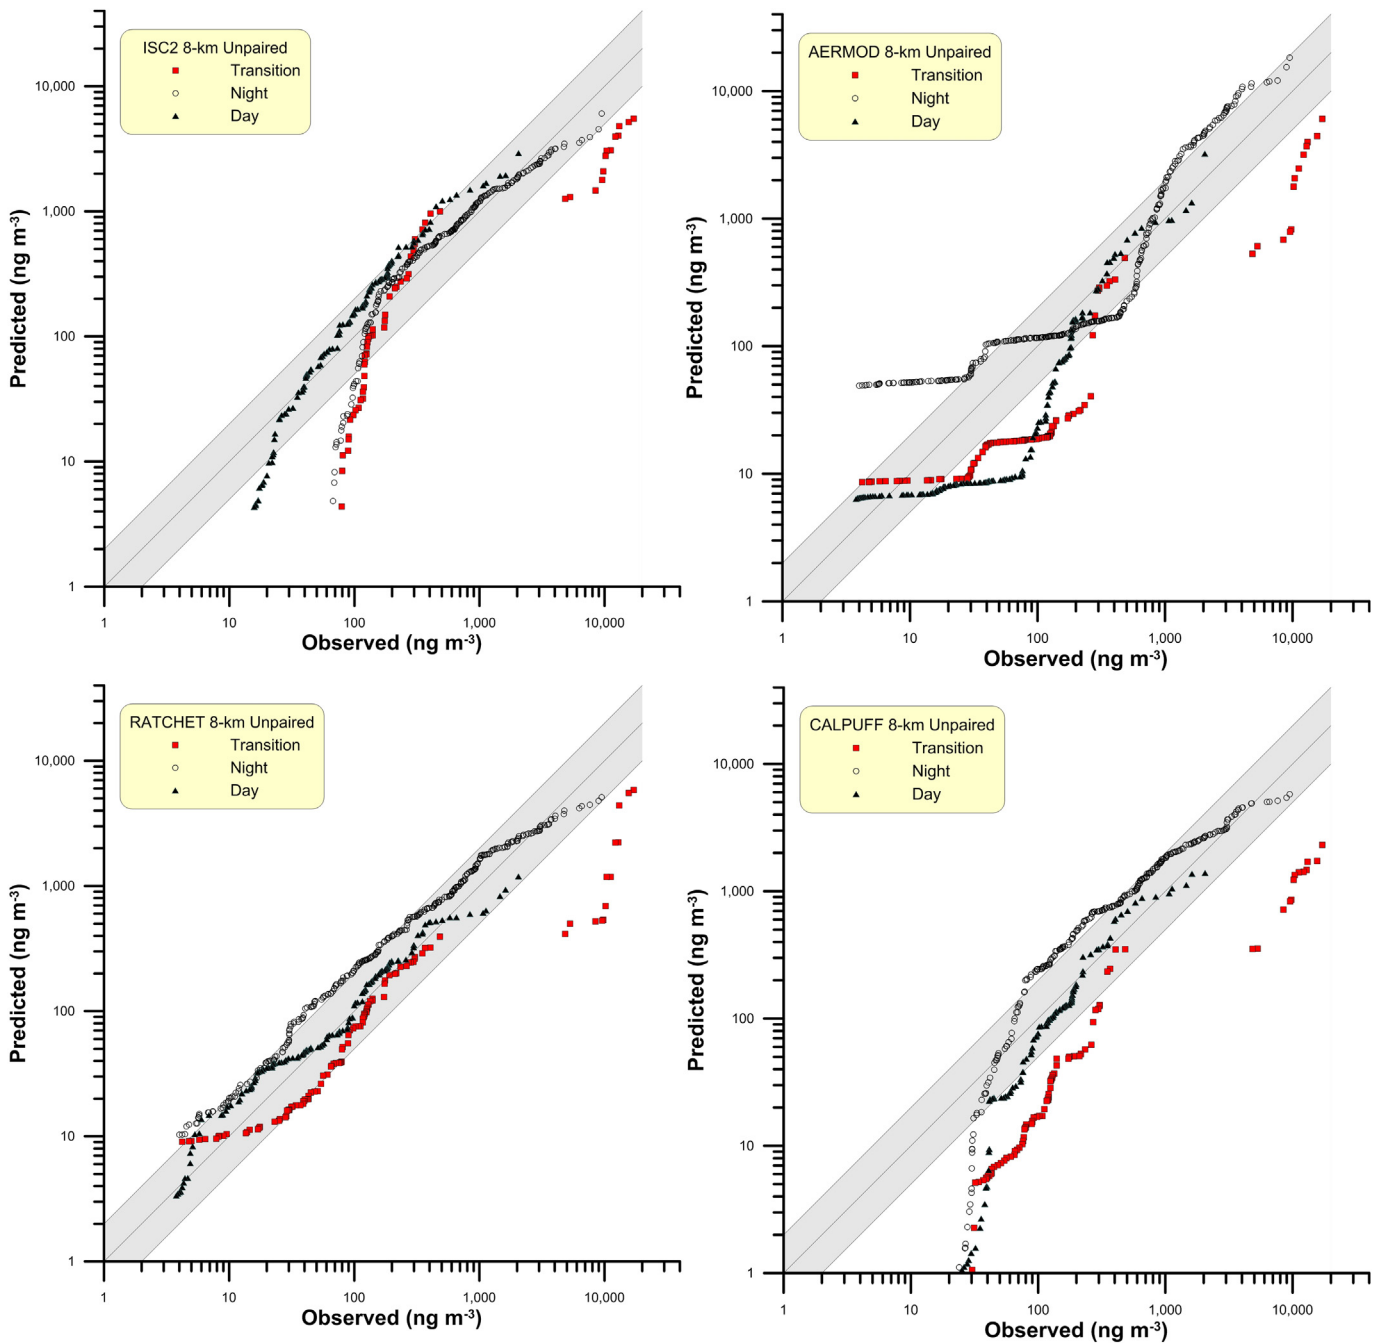 ISC2 8-km Unpaired
Transition
Night
Day
10,000
1,000
100
10
1
Predicted (ng m-3)
1
10
100
1,000
10,000
Observed (ng m-3)
AERMOD 8-km Unpaired
Transition
Night
Day
10,000
1,000
100
10
1
Predicted (ng m-3)
1
10
100
1,000
10,000
Observed (ng m-3)
RATCHET 8-km Unpaired
Transition
Night
Day
10,000
1,000
100
10
1
Predicted (ng m-3)
1
10
100
1,000
10,000
Observed (ng m-3)
CALPUFF 8-km Unpaired
Transition
Night
Day
10,000
1,000
100
10
1
Predicted (ng m-3)
1
10
100
1,000
10,000
Observed (ng m-3)